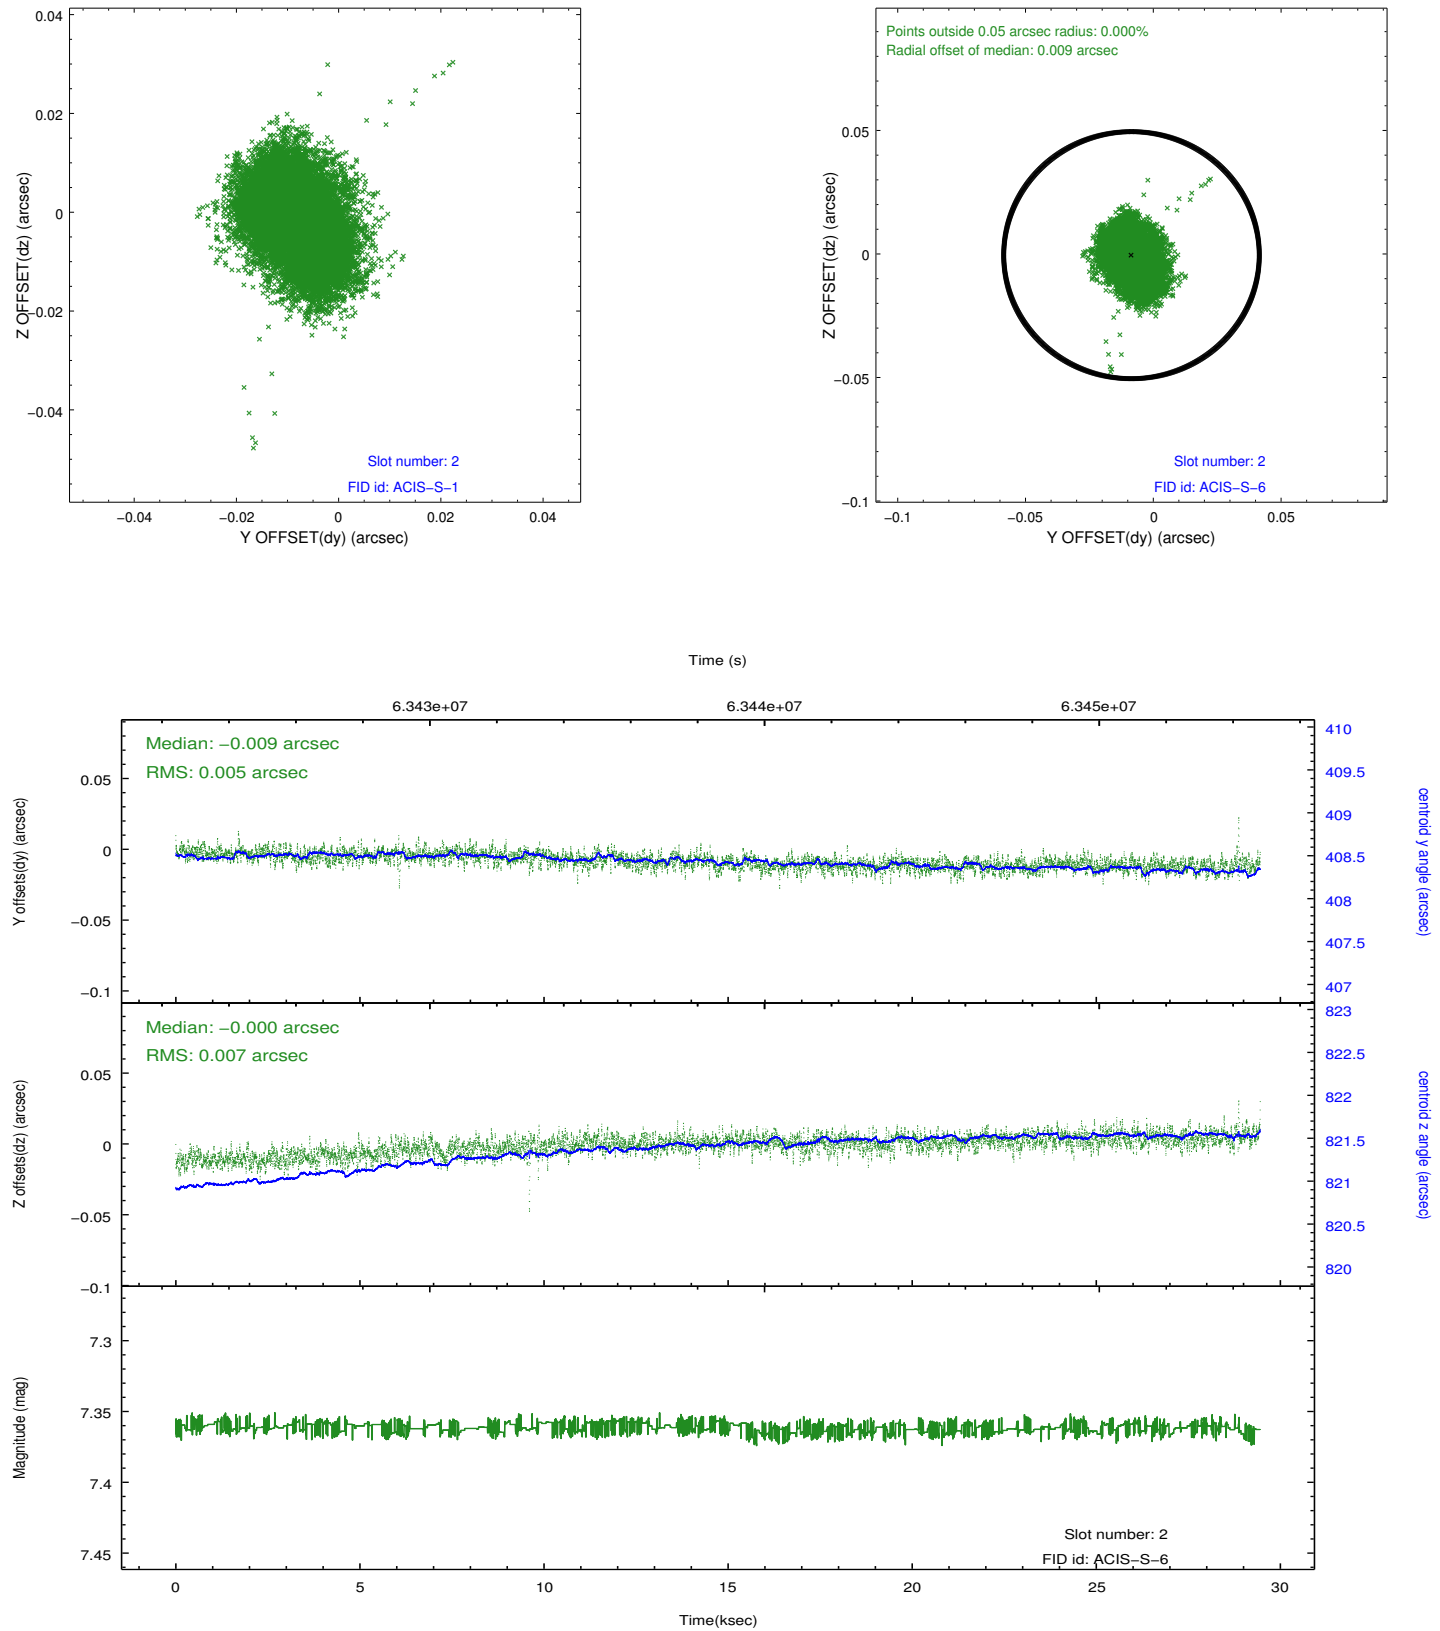 0.04
0.02
0
−0.02
−0.04
Z OFFSET(dz) (arcsec)
Slot number: 2
FID id: ACIS−S−1
−0.04
−0.02
0
0.02
0.04
Y OFFSET(dy) (arcsec)
Points outside 0.05 arcsec radius: 0.000%
Radial offset of median: 0.009 arcsec
0.05
0
−0.05
−0.1
Z OFFSET(dz) (arcsec)
Slot number: 2
FID id: ACIS−S−6
−0.1
−0.05
0
0.05
Y OFFSET(dy) (arcsec)
Time (s)
6.343e+07
6.344e+07
6.345e+07
Median: −0.009 arcsec
RMS: 0.005 arcsec
0.05
0
−0.05
−0.1
Y offsets(dy) (arcsec)
410
409.5
409
408.5
408
407.5
407
centroid y angle (arcsec)
Median: −0.000 arcsec
RMS: 0.007 arcsec
0.05
0
−0.05
−0.1
Z offsets(dz) (arcsec)
823
822.5
822
821.5
821
820.5
820
centroid z angle (arcsec)
7.3
7.35
7.4
7.45
Magnitude (mag)
Slot number: 2
FID id: ACIS−S−6
0
5
10
15
20
25
30
Time(ksec)